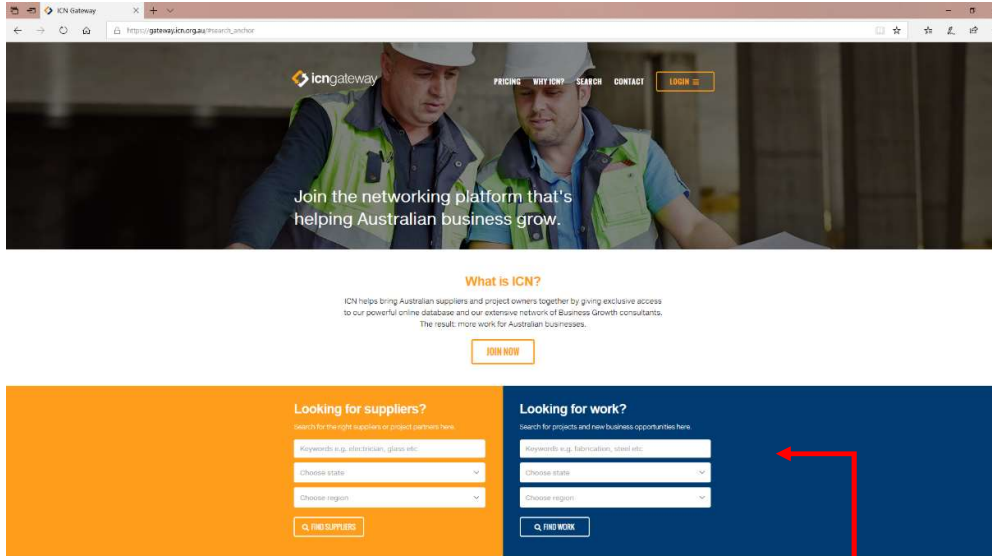 ICN Gateway
https://gateway.icn.org.au/#search_anchor
icngateway
PRICING WHY ICN? SEARCH CONTACT LOGIN
Join the networking platform that's
helping Australian business grow.
What is ICN?
ICN helps bring Australian suppliers and project owners together by giving exclusive access
to our powerful online database and our extensive network of Business Growth consultants.
The result: more work for Australian businesses.
JOIN NOW
Looking for suppliers?
Search for the right suppliers or project partners here.
Keywords e.g. electrician, glass etc
Choose state
Choose region
FIND SUPPLIERS
Looking for work?
Search for projects and new business opportunities here.
Keywords e.g. fabrication, steel etc
Choose state
Choose region
FIND WORK